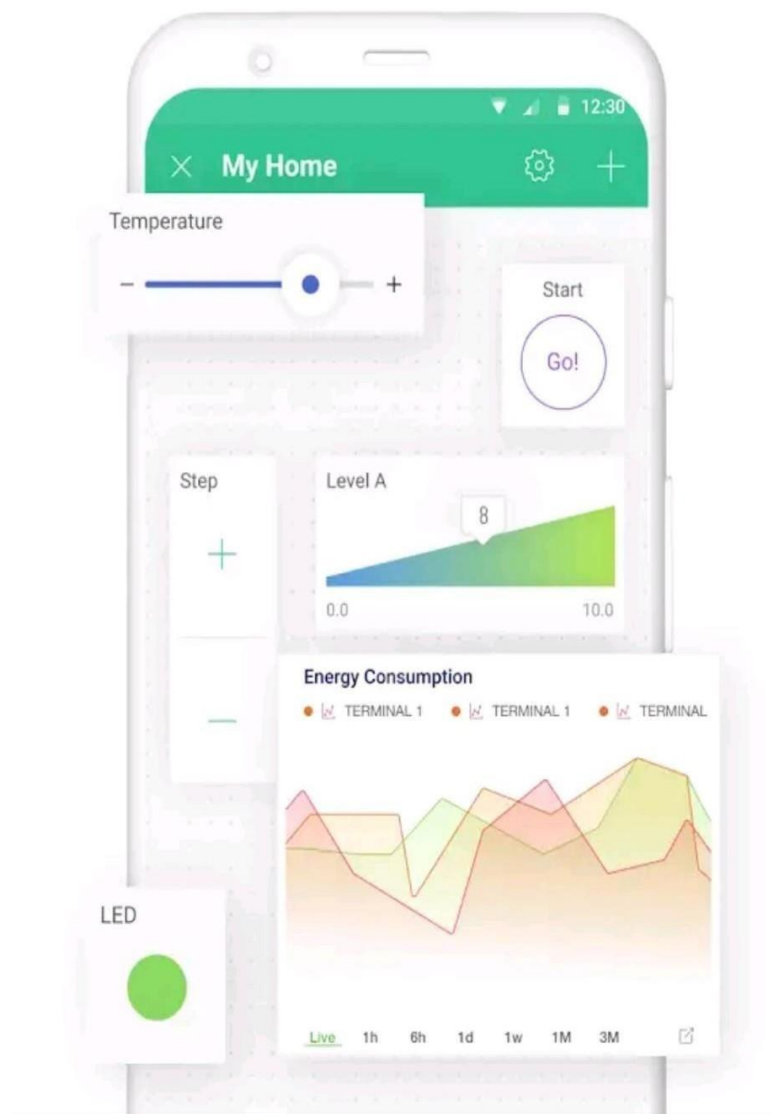 12:30
My Home
Temperature
− +
Start
Go!
Step
+
−
Level A
8
0.0 10.0
Energy Consumption
TERMINAL 1 TERMINAL 1 TERMINAL
LED
Live 1h 6h 1d 1w 1M 3M